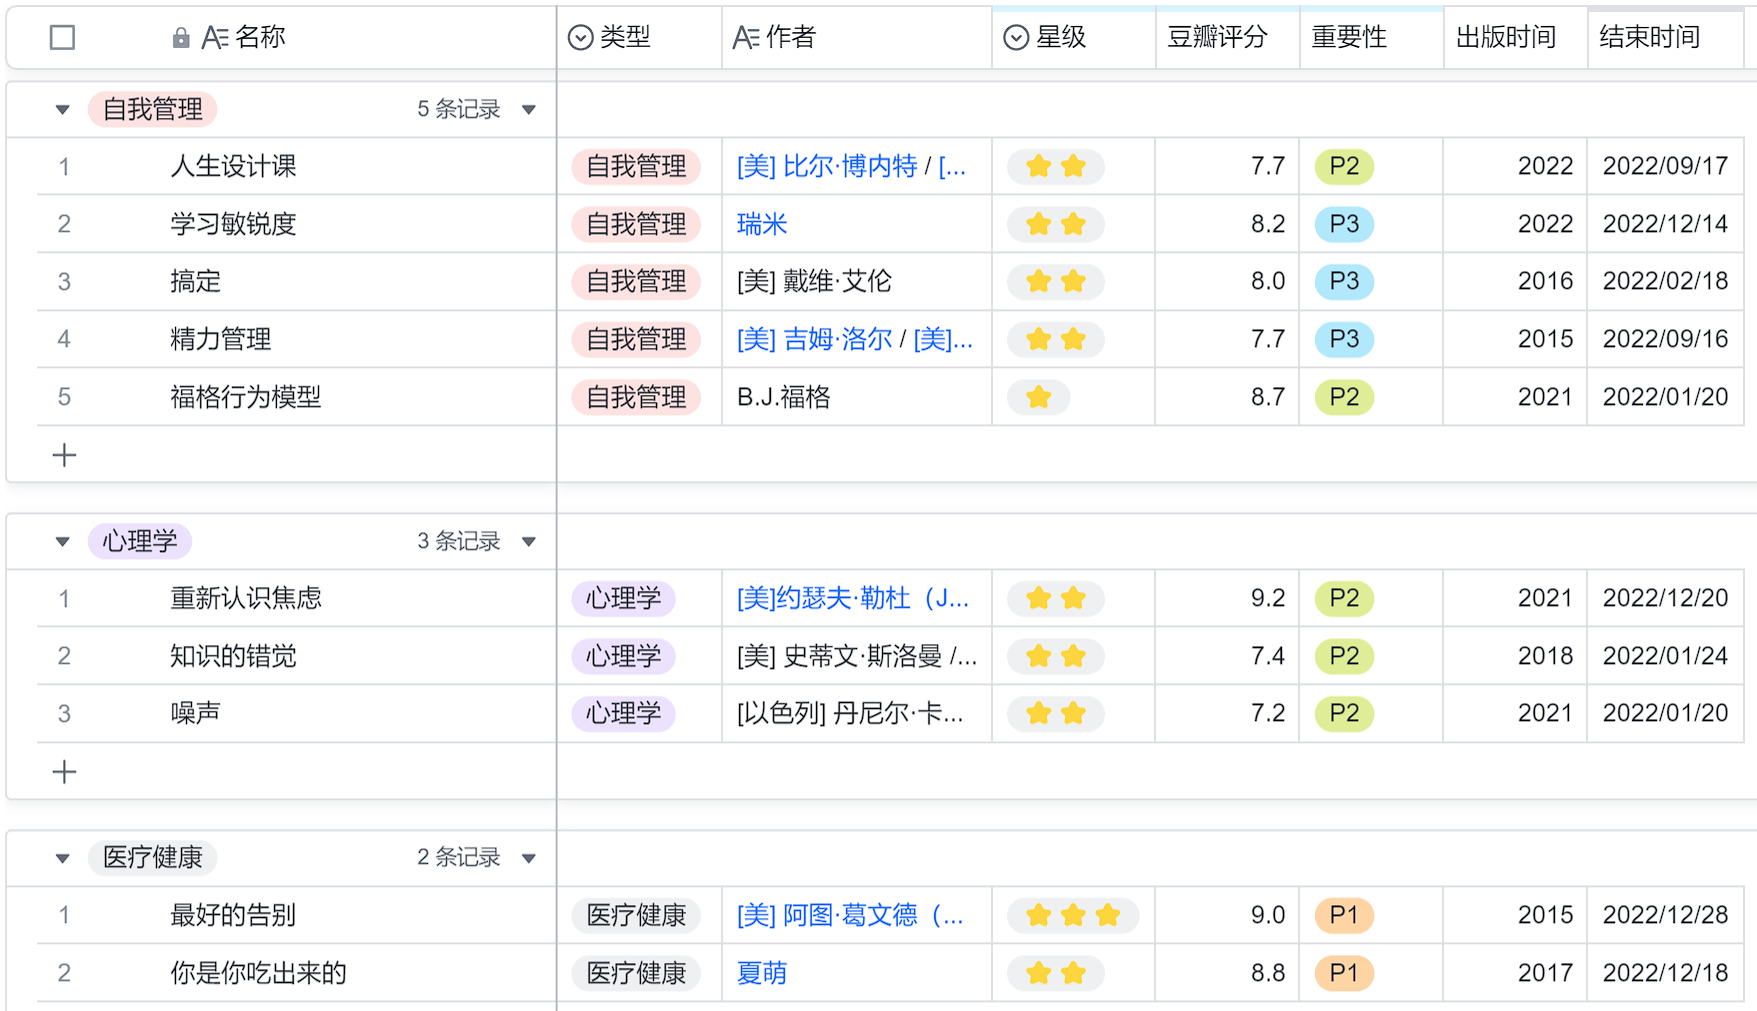 名称 类型 作者 星级 豆瓣评分 重要性 出版时间 结束时间
自我管理 5 条记录
1 人生设计课 自我管理 [美] 比尔·博内特 / [... 7.7 P2 2022 2022/09/17
2 学习敏锐度 自我管理 瑞米 8.2 P3 2022 2022/12/14
3 搞定 自我管理 [美] 戴维·艾伦 8.0 P3 2016 2022/02/18
4 精力管理 自我管理 [美] 吉姆·洛尔 / [美]... 7.7 P3 2015 2022/09/16
5 福格行为模型 自我管理 B.J.福格 8.7 P2 2021 2022/01/20
心理学 3 条记录
1 重新认识焦虑 心理学 [美]约瑟夫·勒杜（J... 9.2 P2 2021 2022/12/20
2 知识的错觉 心理学 [美] 史蒂文·斯洛曼 /... 7.4 P2 2018 2022/01/24
3 噪声 心理学 [以色列] 丹尼尔·卡... 7.2 P2 2021 2022/01/20
医疗健康 2 条记录
1 最好的告别 医疗健康 [美] 阿图·葛文德（... 9.0 P1 2015 2022/12/28
2 你是你吃出来的 医疗健康 夏萌 8.8 P1 2017 2022/12/18